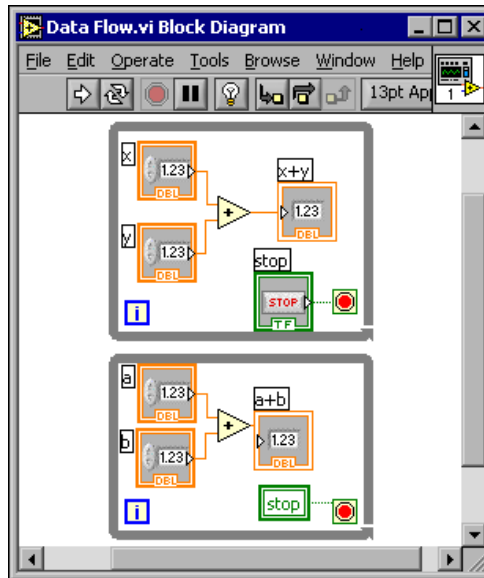 Data Flow.vi Block Diagram
File Edit Operate Tools Browse Window Help
13pt Ap
1
x
1.23
DBL
x+y
1.23
DBL
y
1.23
DBL
stop
STOP
TF
i
a
1.23
DBL
a+b
1.23
DBL
b
1.23
DBL
stop
i